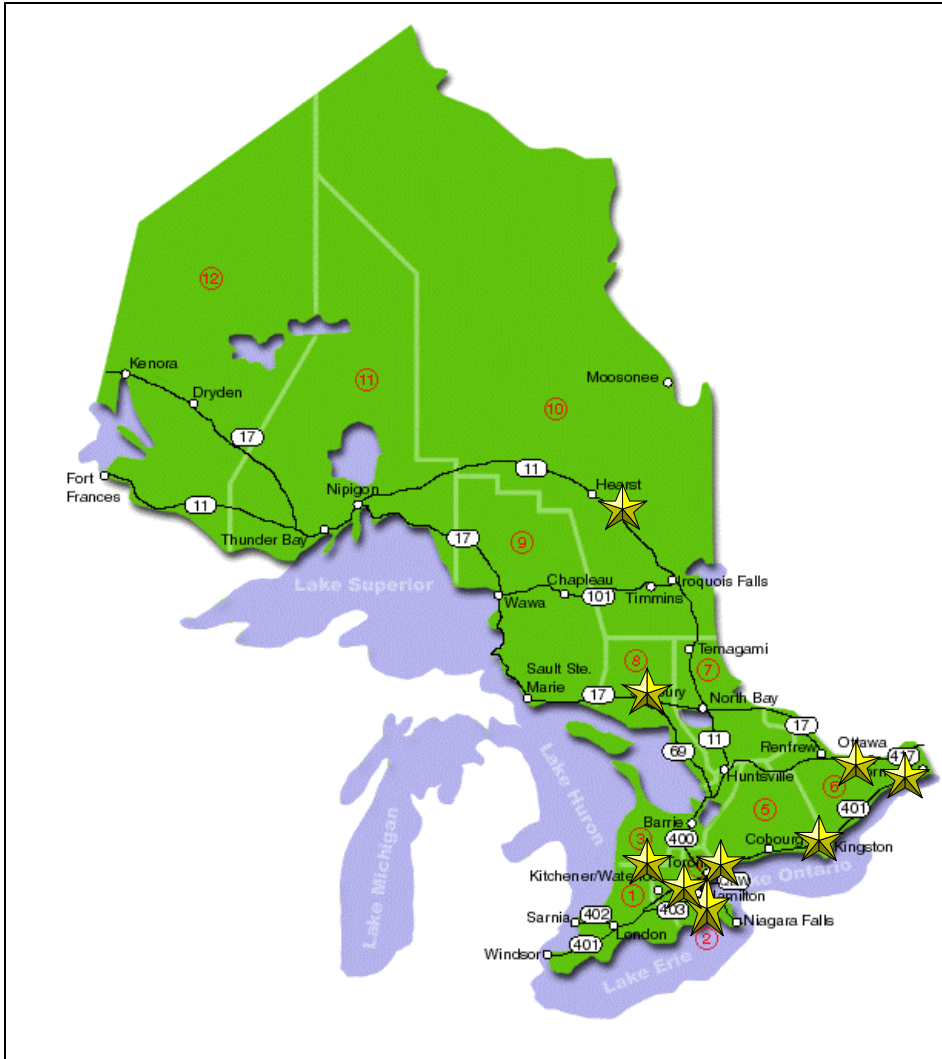 12
Kenora
Dryden
11
Moosonee
10
17
11
Hearst
Fort
Frances
Nipigon
11
Thunder Bay
17
9
Lake Superior
Chapleau
101
Timmins
Iroquois Falls
Wawa
8
7
Temagami
Sault Ste.
Marie
17
North Bay
17
69
11
Renfrew
Ottawa
417
Huntsville
6
Lake Huron
5
401
Barrie
400
Cobourg
Kingston
3
Lake Michigan
Kitchener/Waterloo
Lake Ontario
1
Hamilton
Sarnia
402
403
Niagara Falls
London
2
Windsor
401
Lake Erie